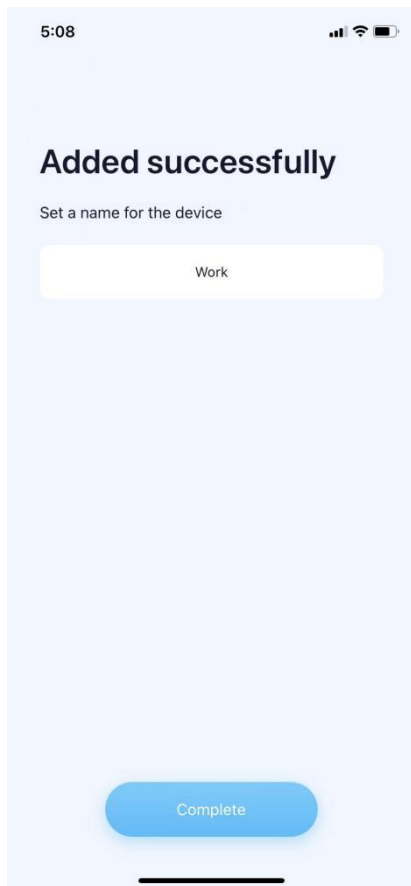 5:08
Added successfully
Set a name for the device
Work
Complete